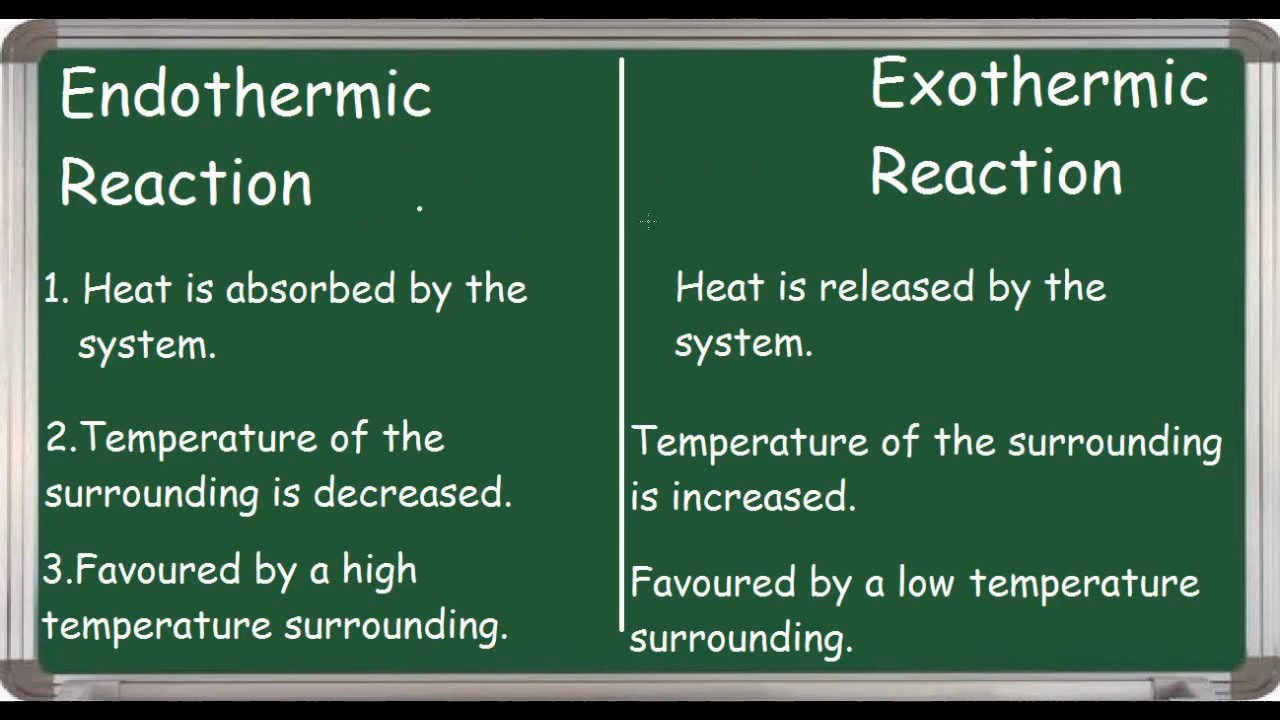 Endothermic
Reaction
1. Heat is absorbed by the
system.
2.Temperature of the
surrounding is decreased.
3.Favoured by a high
temperature surrounding.
Exothermic
Reaction
Heat is released by the
system.
Temperature of the surrounding
is increased.
Favoured by a low temperature
surrounding.